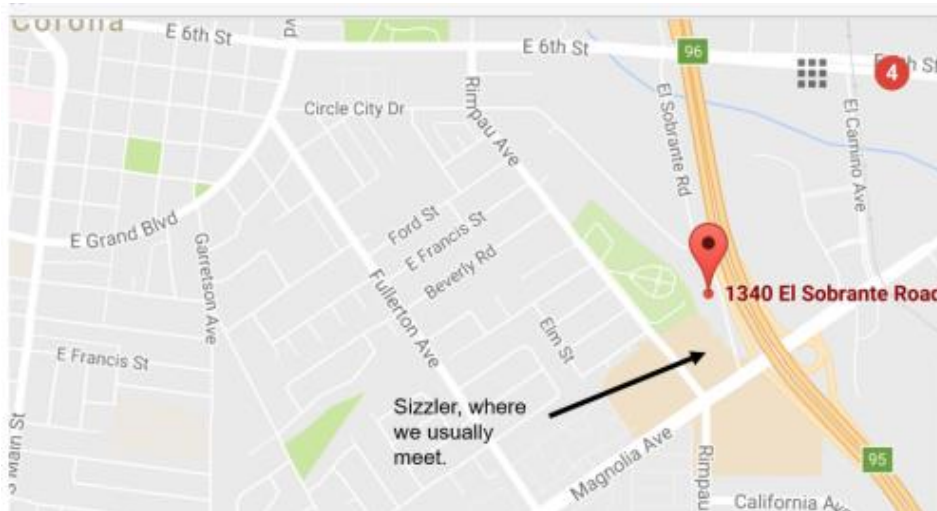 Corona
E 6th St
E 6th St
96
4
Circle City Dr
Rimpau Ave
El Sobrante Rd
El Camino Ave
E Grand Blvd
Garretson Ave
Ford St
E Francis St
Beverly Rd
Fullerton Ave
1340 El Sobrante Road
Elm St
E Francis St
Sizzler, where
we usually
meet.
Magnolia Ave
Rimpau
95
California Av